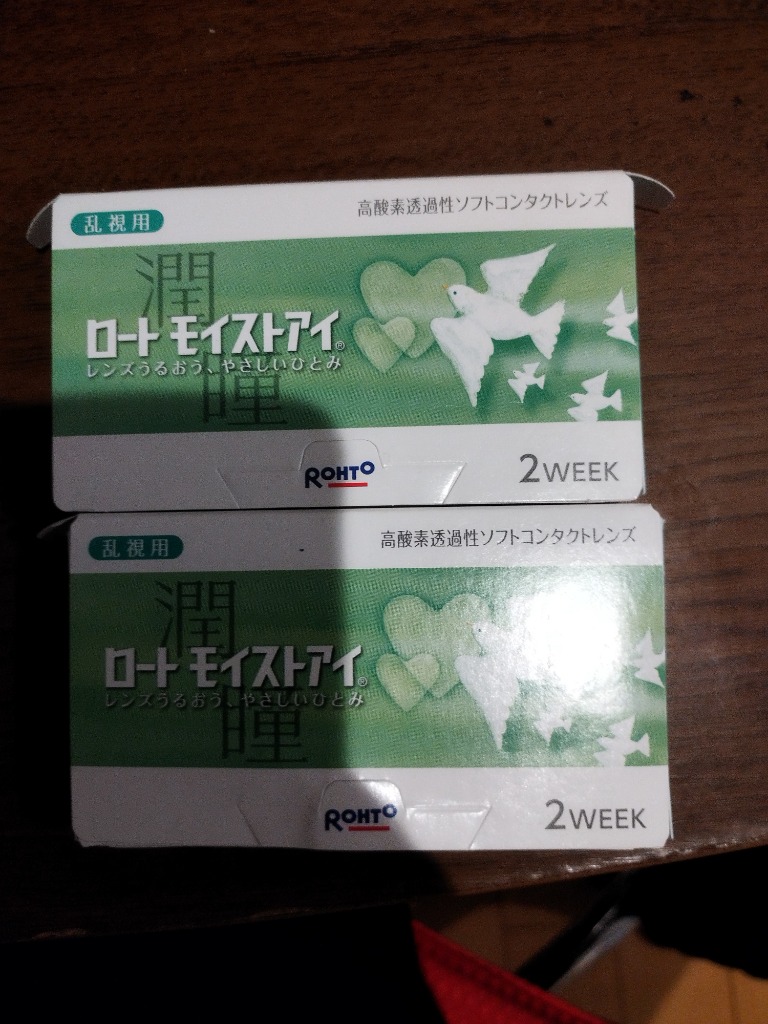 乱視用
高酸素透過性ソフトコンタクトレンズ
潤瞳
ロート モイストアイ®
レンズうるおう、やさしいひとみ
ROHTO
2WEEK
乱視用
高酸素透過性ソフトコンタクトレンズ
潤瞳
ロート モイストアイ®
レンズうるおう、やさしいひとみ
ROHTO
2WEEK